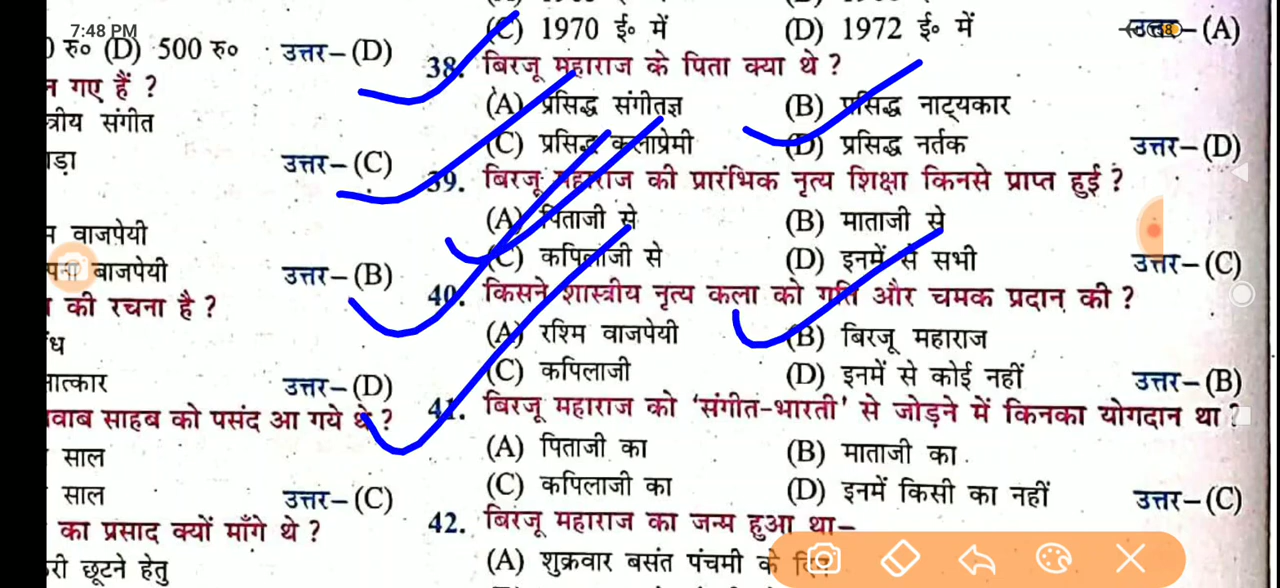 7:48 PM
रु० (D) 500 रु० उत्तर–(D)
न गए हैं ?
त्रीय संगीत
ड़ा
उत्तर–(C)
वाजपेयी
बाजपेयी
उत्तर–(B)
की रचना है ?
ात्कार
उत्तर–(D)
वाब साहब को पसंद आ गये थे ?
साल
साल उत्तर–(C)
का प्रसाद क्यों माँगे थे ?
री छूटने हेतु
(C) 1970 ई० में (D) 1972 ई० में
उत्तर–(A)
38. बिरजू महाराज के पिता क्या थे ?
(A) प्रसिद्ध संगीतज्ञ (B) प्रसिद्ध नाट्यकार
(C) प्रसिद्ध कलाप्रेमी (D) प्रसिद्ध नर्तक उत्तर–(D)
39. बिरजू महाराज की प्रारंभिक नृत्य शिक्षा किनसे प्राप्त हुई ?
(A) पिताजी से (B) माताजी से
(C) कपिलाजी से (D) इनमें से सभी उत्तर–(C)
40. किसने शास्त्रीय नृत्य कला को गति और चमक प्रदान की ?
(A) रश्मि वाजपेयी (B) बिरजू महाराज
(C) कपिलाजी (D) इनमें से कोई नहीं उत्तर–(B)
41. बिरजू महाराज को 'संगीत-भारती' से जोड़ने में किनका योगदान था ?
(A) पिताजी का (B) माताजी का
(C) कपिलाजी का (D) इनमें किसी का नहीं उत्तर–(C)
42. बिरजू महाराज का जन्म हुआ था–
(A) शुक्रवार बसंत पंचमी के